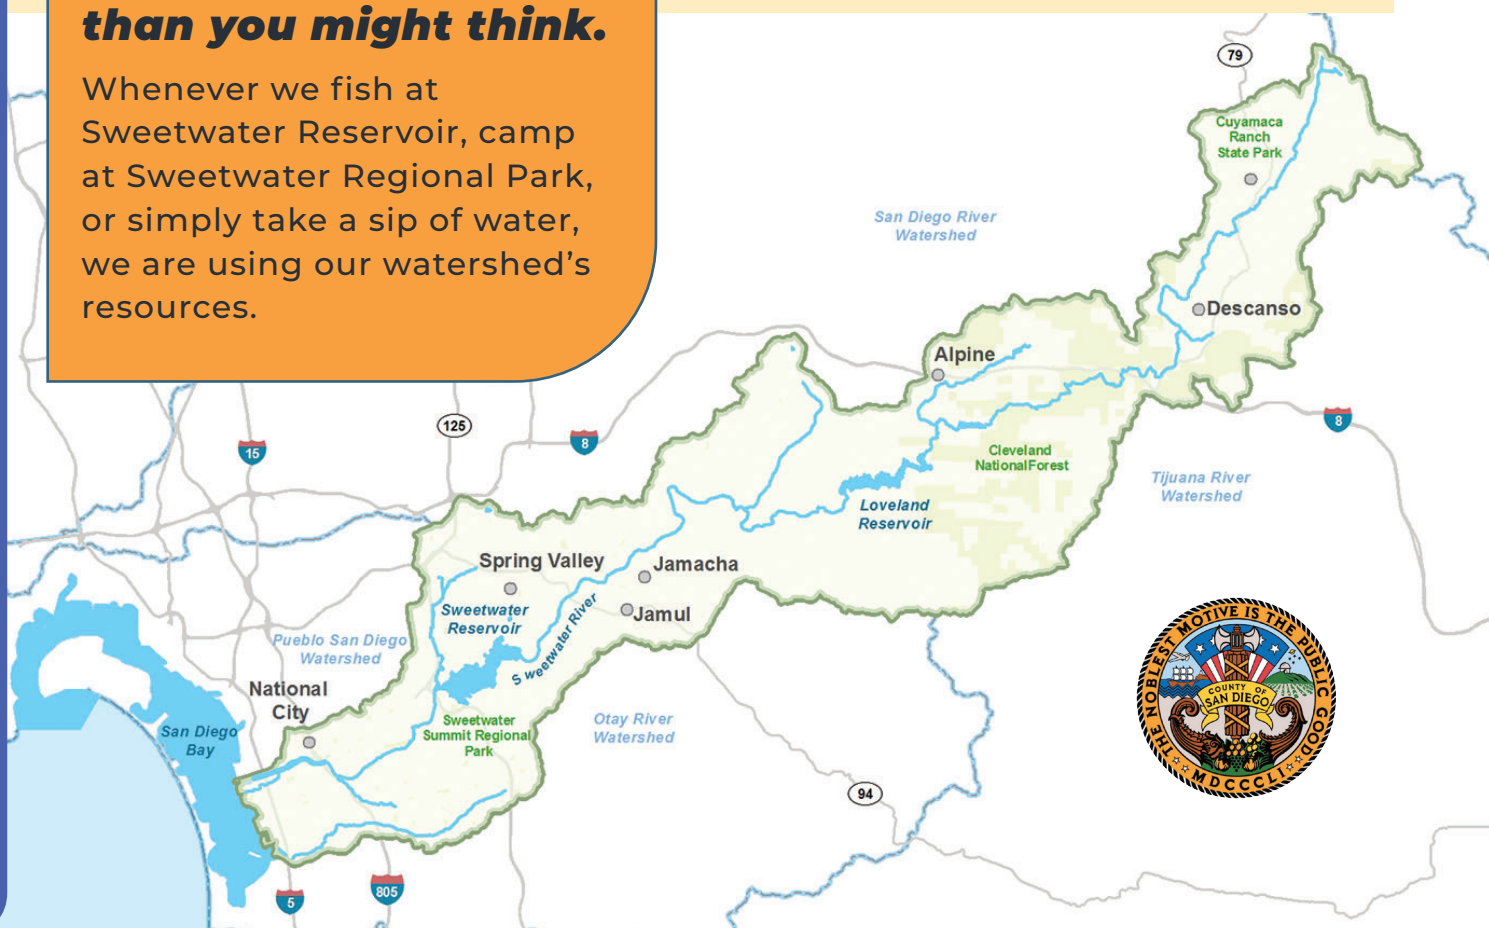 than you might think.
Whenever we fish at
Sweetwater Reservoir, camp
at Sweetwater Regional Park,
or simply take a sip of water,
we are using our watershed’s
resources.
79
Cuyamaca
Ranch
State Park
San Diego River
Watershed
Descanso
Alpine
125
15
8
8
Cleveland
NationalForest
Tijuana River
Watershed
Loveland
Reservoir
Spring Valley
Jamacha
Sweetwater
Reservoir
Jamul
S weetwater River
Pueblo San Diego
Watershed
National
City
San Diego
Bay
Sweetwater
Summit Regional
Park
Otay River
Watershed
94
805
5
THE NOBLEST MOTIVE IS THE PUBLIC GOOD
COUNTY OF
SAN DIEGO
MDCCCLI